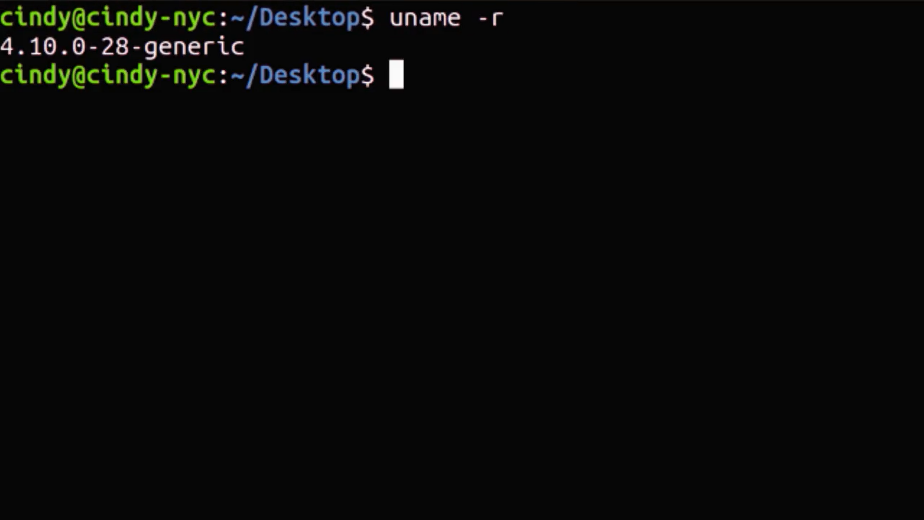 cindy@cindy-nyc:~/Desktop$ uname -r
4.10.0-28-generic
cindy@cindy-nyc:~/Desktop$